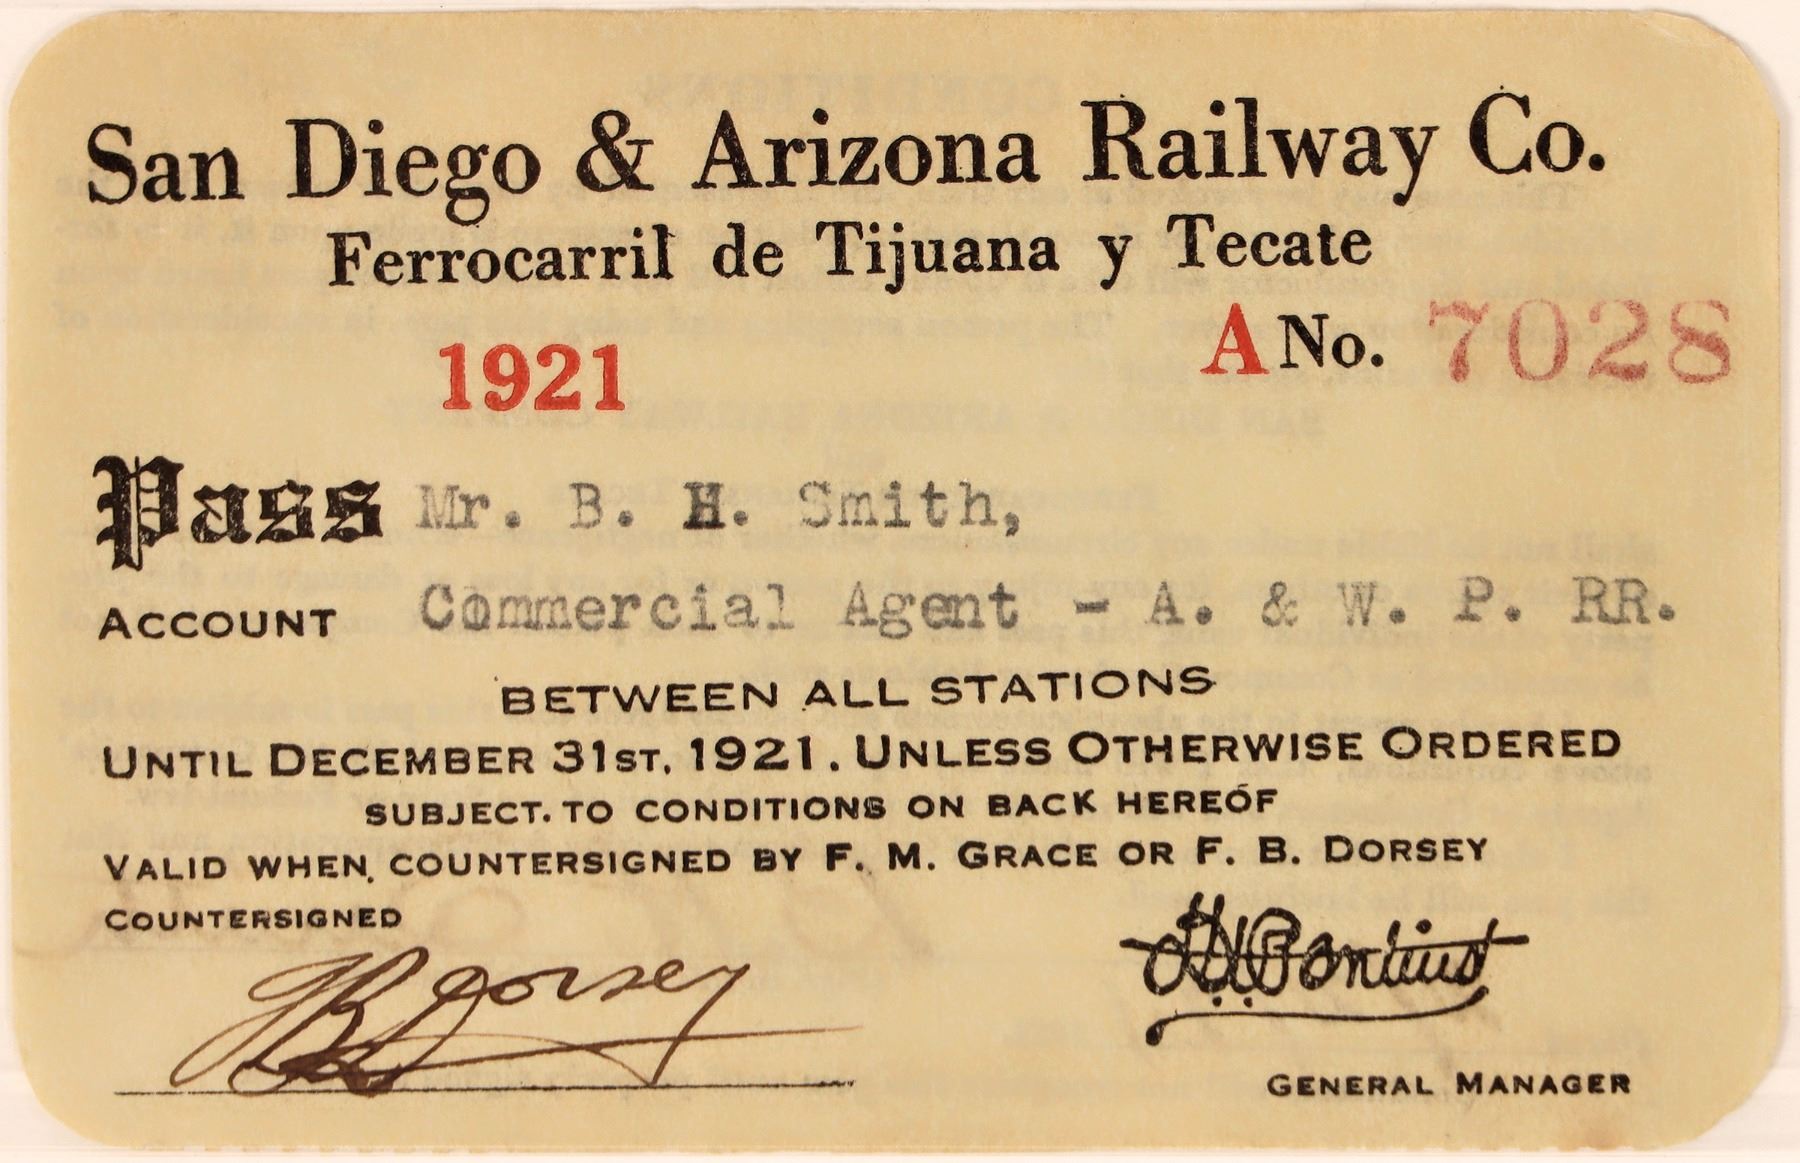 San Diego & Arizona Railway Co.
Ferrocarril de Tijuana y Tecate
1921 A No. 7028
Pass Mr. B. H. Smith,
ACCOUNT Commercial Agent - A. & W. P. RR.
BETWEEN ALL STATIONS
UNTIL DECEMBER 31ST, 1921. UNLESS OTHERWISE ORDERED
SUBJECT. TO CONDITIONS ON BACK HEREOF
VALID WHEN COUNTERSIGNED BY F. M. GRACE OR F. B. DORSEY
COUNTERSIGNED
FB Dorsey
GENERAL MANAGER